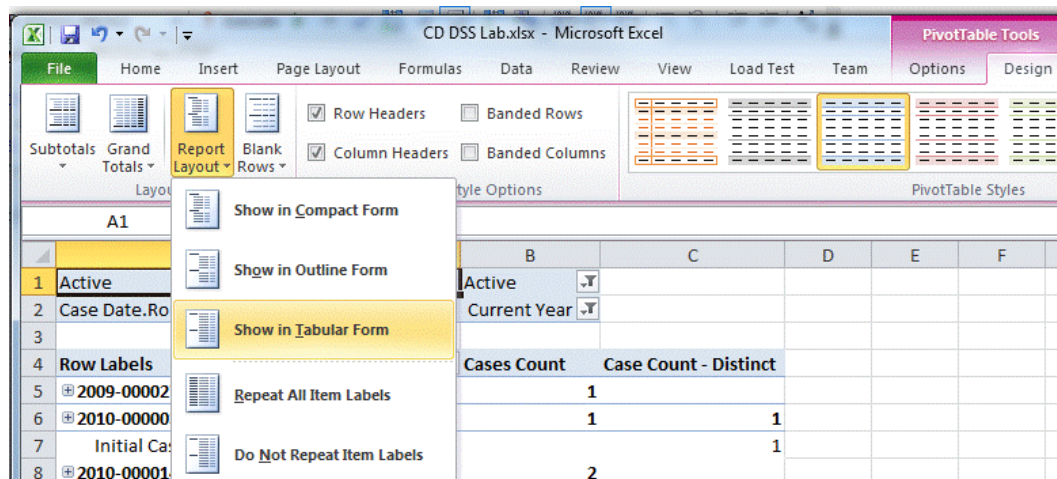 CD DSS Lab.xlsx - Microsoft Excel PivotTable Tools
File Home Insert Page Layout Formulas Data Review View Load Test Team Options Design
Subtotals Grand Totals Report Layout Blank Rows
Row Headers Banded Rows
Column Headers Banded Columns
Layou tyle Options PivotTable Styles
A1
Show in Compact Form
Show in Outline Form
Show in Tabular Form
Repeat All Item Labels
Do Not Repeat Item Labels
B C D E F
1 Active Active
2 Case Date.Ro Current Year
3
4 Row Labels Cases Count Case Count - Distinct
5 2009-00002 1
6 2010-00000 1 1
7 Initial Ca 1
8 2010-00001 2